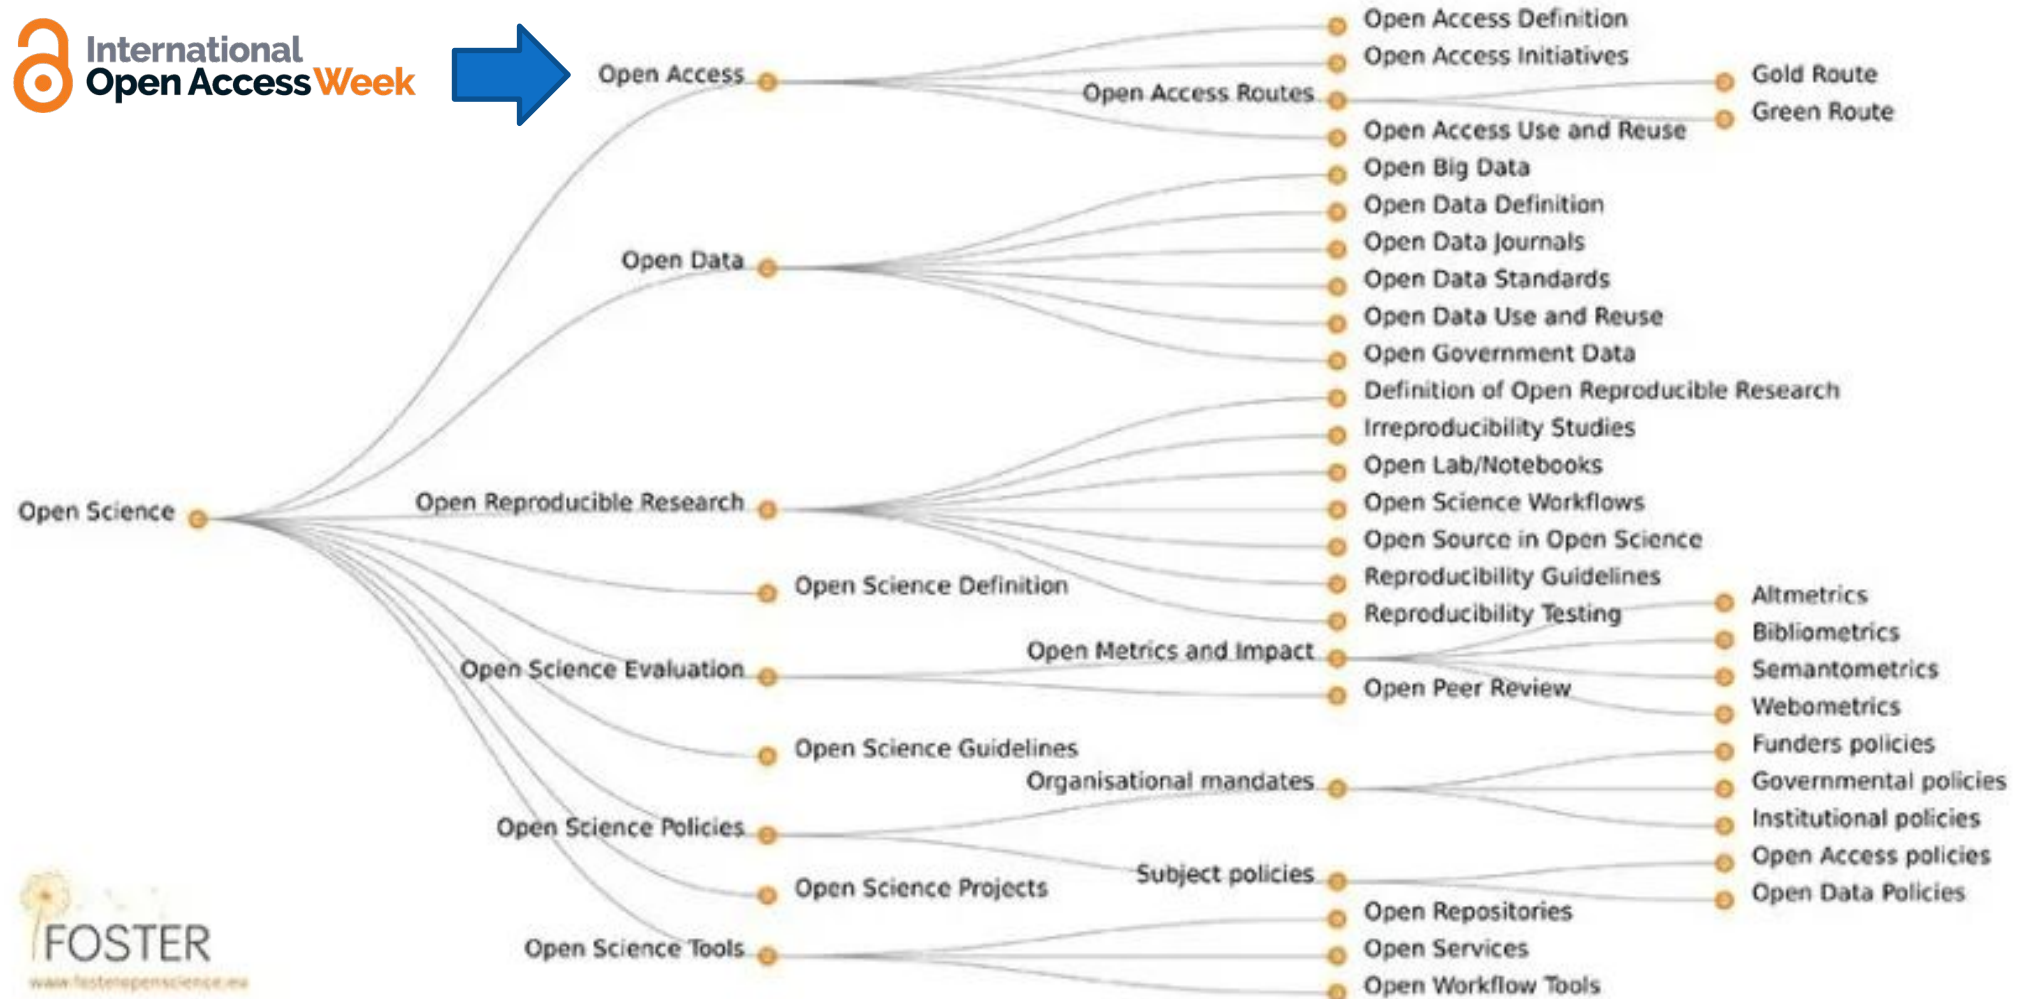 International
Open Access Week
Open Access
Open Access Definition
Open Access Initiatives
Open Access Routes
Gold Route
Green Route
Open Access Use and Reuse
Open Data
Open Big Data
Open Data Definition
Open Data Journals
Open Data Standards
Open Data Use and Reuse
Open Government Data
Open Science
Open Reproducible Research
Definition of Open Reproducible Research
Irreproducibility Studies
Open Lab/Notebooks
Open Science Workflows
Open Source in Open Science
Reproducibility Guidelines
Reproducibility Testing
Open Science Definition
Open Science Evaluation
Open Metrics and Impact
Altmetrics
Bibliometrics
Semantometrics
Webometrics
Open Peer Review
Open Science Guidelines
Open Science Policies
Organisational mandates
Funders policies
Governmental policies
Institutional policies
Subject policies
Open Access policies
Open Data Policies
Open Science Projects
Open Science Tools
Open Repositories
Open Services
Open Workflow Tools
FOSTER
www.fosteropenscience.eu